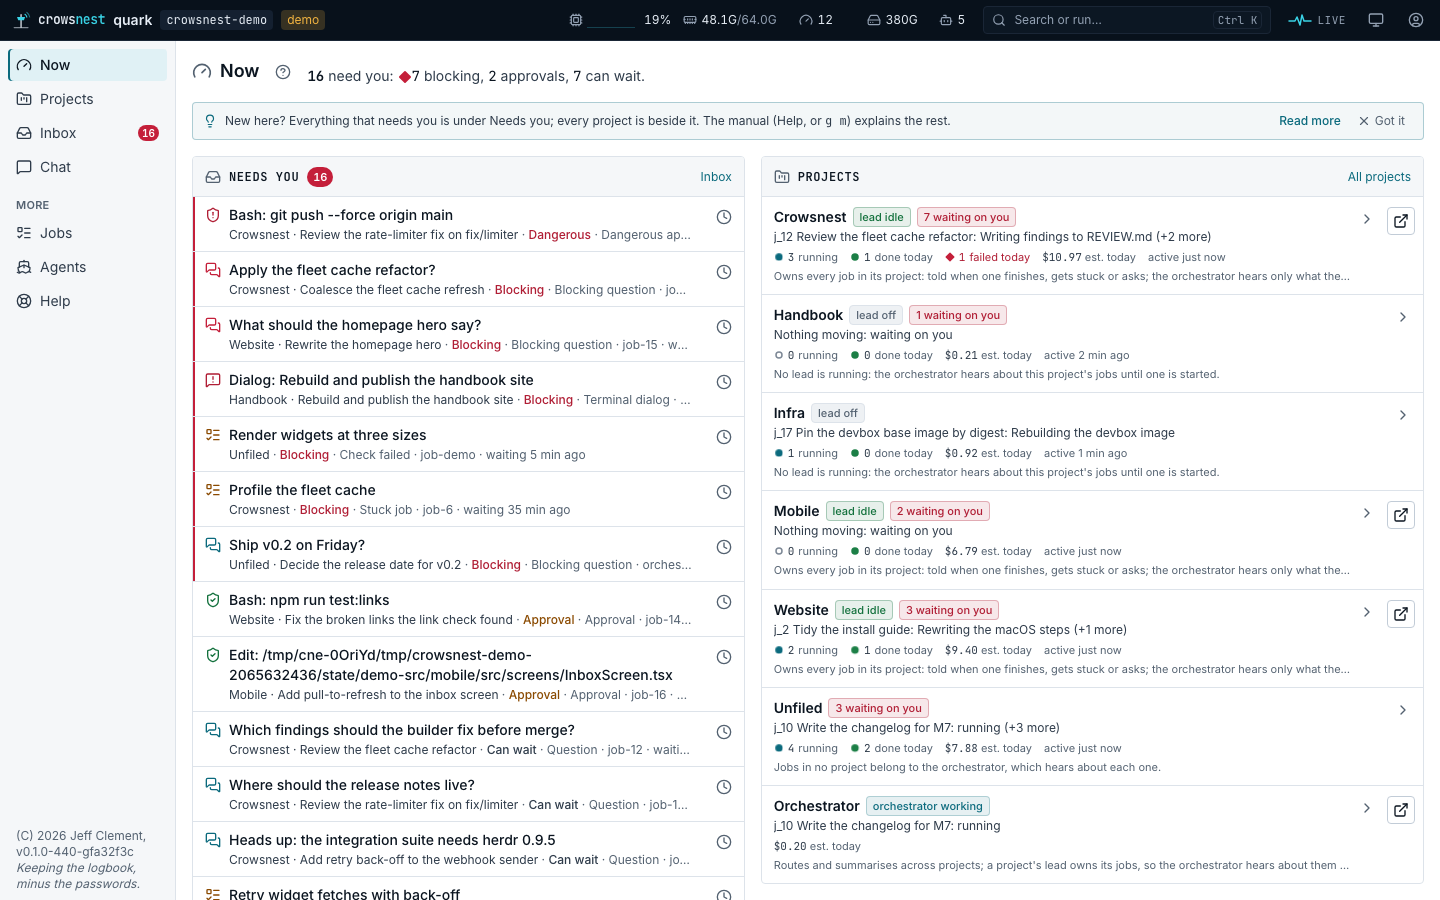 crowsnest quark crowsnest-demo demo 19% 48.1G/64.0G 12 380G 5 Search or run... Ctrl K LIVE
Now
Projects
Inbox 16
Chat
MORE
Jobs
Agents
Help
(C) 2026 Jeff Clement,
v0.1.0-440-gfa32f3c
Keeping the logbook,
minus the passwords.
Now 16 need you: 7 blocking, 2 approvals, 7 can wait.
New here? Everything that needs you is under Needs you; every project is beside it. The manual (Help, or g m) explains the rest. Read more Got it
NEEDS YOU 16 Inbox
Bash: git push --force origin main
Crowsnest · Review the rate-limiter fix on fix/limiter · Dangerous · Dangerous ap...
Apply the fleet cache refactor?
Crowsnest · Coalesce the fleet cache refresh · Blocking · Blocking question · jo...
What should the homepage hero say?
Website · Rewrite the homepage hero · Blocking · Blocking question · job-15 · w...
Dialog: Rebuild and publish the handbook site
Handbook · Rebuild and publish the handbook site · Blocking · Terminal dialog · ...
Render widgets at three sizes
Unfiled · Blocking · Check failed · job-demo · waiting 5 min ago
Profile the fleet cache
Crowsnest · Blocking · Stuck job · job-6 · waiting 35 min ago
Ship v0.2 on Friday?
Unfiled · Decide the release date for v0.2 · Blocking · Blocking question · orches...
Bash: npm run test:links
Website · Fix the broken links the link check found · Approval · Approval · job-14...
Edit: /tmp/cne-0OriYd/tmp/crowsnest-demo-
2065632436/state/demo-src/mobile/src/screens/InboxScreen.tsx
Mobile · Add pull-to-refresh to the inbox screen · Approval · Approval · job-16 · ...
Which findings should the builder fix before merge?
Crowsnest · Review the fleet cache refactor · Can wait · Question · job-12 · waiti...
Where should the release notes live?
Crowsnest · Review the rate-limiter fix on fix/limiter · Can wait · Question · job-1...
Heads up: the integration suite needs herdr 0.9.5
Crowsnest · Add retry back-off to the webhook sender · Can wait · Question · jo...
Retry widget fetches with back-off
PROJECTS All projects
Crowsnest lead idle 7 waiting on you
j_12 Review the fleet cache refactor: Writing findings to REVIEW.md (+2 more)
3 running 1 done today 1 failed today $10.97 est. today active just now
Owns every job in its project: told when one finishes, gets stuck or asks; the orchestrator hears only what the...
Handbook lead off 1 waiting on you
Nothing moving: waiting on you
0 running 0 done today $0.21 est. today active 2 min ago
No lead is running: the orchestrator hears about this project's jobs until one is started.
Infra lead off
j_17 Pin the devbox base image by digest: Rebuilding the devbox image
1 running 0 done today $0.92 est. today active 1 min ago
No lead is running: the orchestrator hears about this project's jobs until one is started.
Mobile lead idle 2 waiting on you
Nothing moving: waiting on you
0 running 0 done today $6.79 est. today active just now
Owns every job in its project: told when one finishes, gets stuck or asks; the orchestrator hears only what the...
Website lead idle 3 waiting on you
j_2 Tidy the install guide: Rewriting the macOS steps (+1 more)
2 running 1 done today $9.40 est. today active just now
Owns every job in its project: told when one finishes, gets stuck or asks; the orchestrator hears only what the...
Unfiled 3 waiting on you
j_10 Write the changelog for M7: running (+3 more)
4 running 2 done today $7.88 est. today active just now
Jobs in no project belong to the orchestrator, which hears about each one.
Orchestrator orchestrator working
j_10 Write the changelog for M7: running
$0.20 est. today
Routes and summarises across projects; a project's lead owns its jobs, so the orchestrator hears about them ...